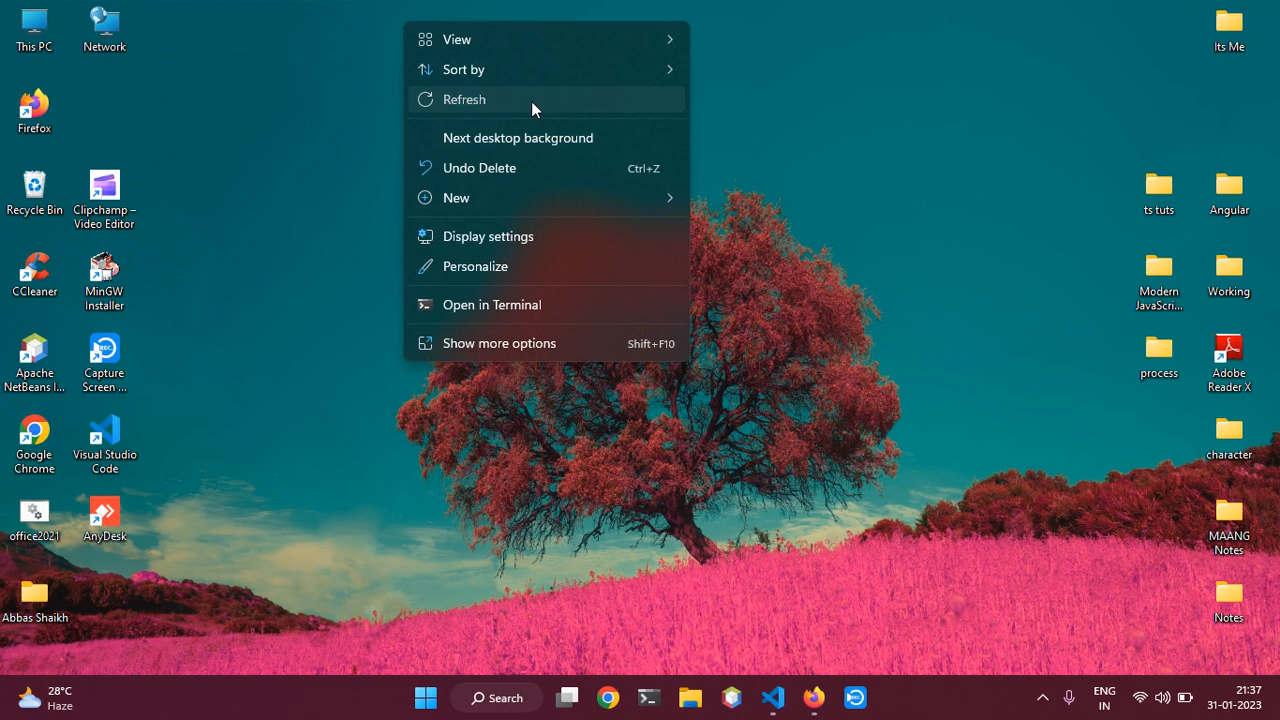 This PC
Network
Firefox
Recycle Bin
Clipchamp –
Video Editor
CCleaner
MinGW
Installer
Apache
NetBeans I...
Capture
Screen ...
Google
Chrome
Visual Studio
Code
office2021
AnyDesk
Abbas Shaikh
View
Sort by
Refresh
Next desktop background
Undo Delete Ctrl+Z
New
Display settings
Personalize
Open in Terminal
Show more options Shift+F10
Its Me
ts tuts
Angular
Modern
JavaScri...
Working
process
Adobe
Reader X
character
MAANG
Notes
Notes
28°C
Haze
Search
REC
ENG
IN
21:37
31-01-2023